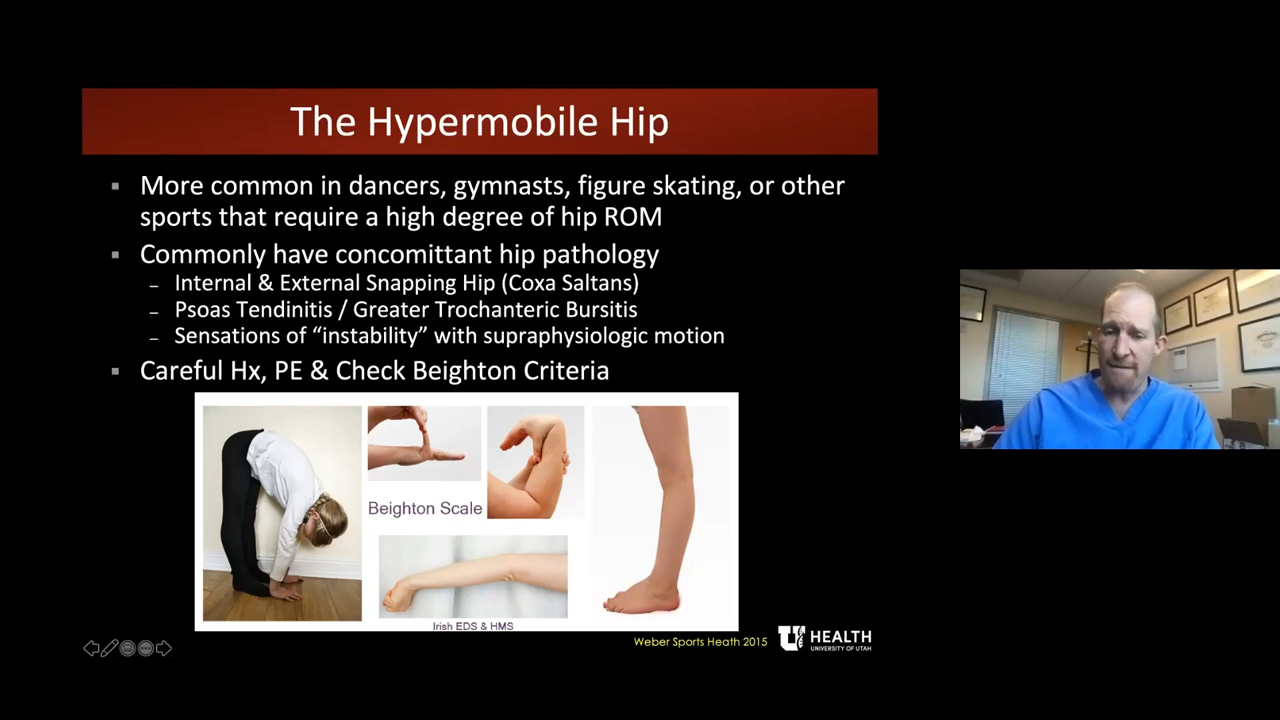 The Hypermobile Hip
More common in dancers, gymnasts, figure skating, or other
sports that require a high degree of hip ROM
Commonly have concomittant hip pathology
– Internal & External Snapping Hip (Coxa Saltans)
– Psoas Tendinitis / Greater Trochanteric Bursitis
– Sensations of “instability” with supraphysiologic motion
Careful Hx, PE & Check Beighton Criteria
Beighton Scale
Irish EDS & HMS
Weber Sports Heath 2015
U HEALTH
UNIVERSITY OF UTAH